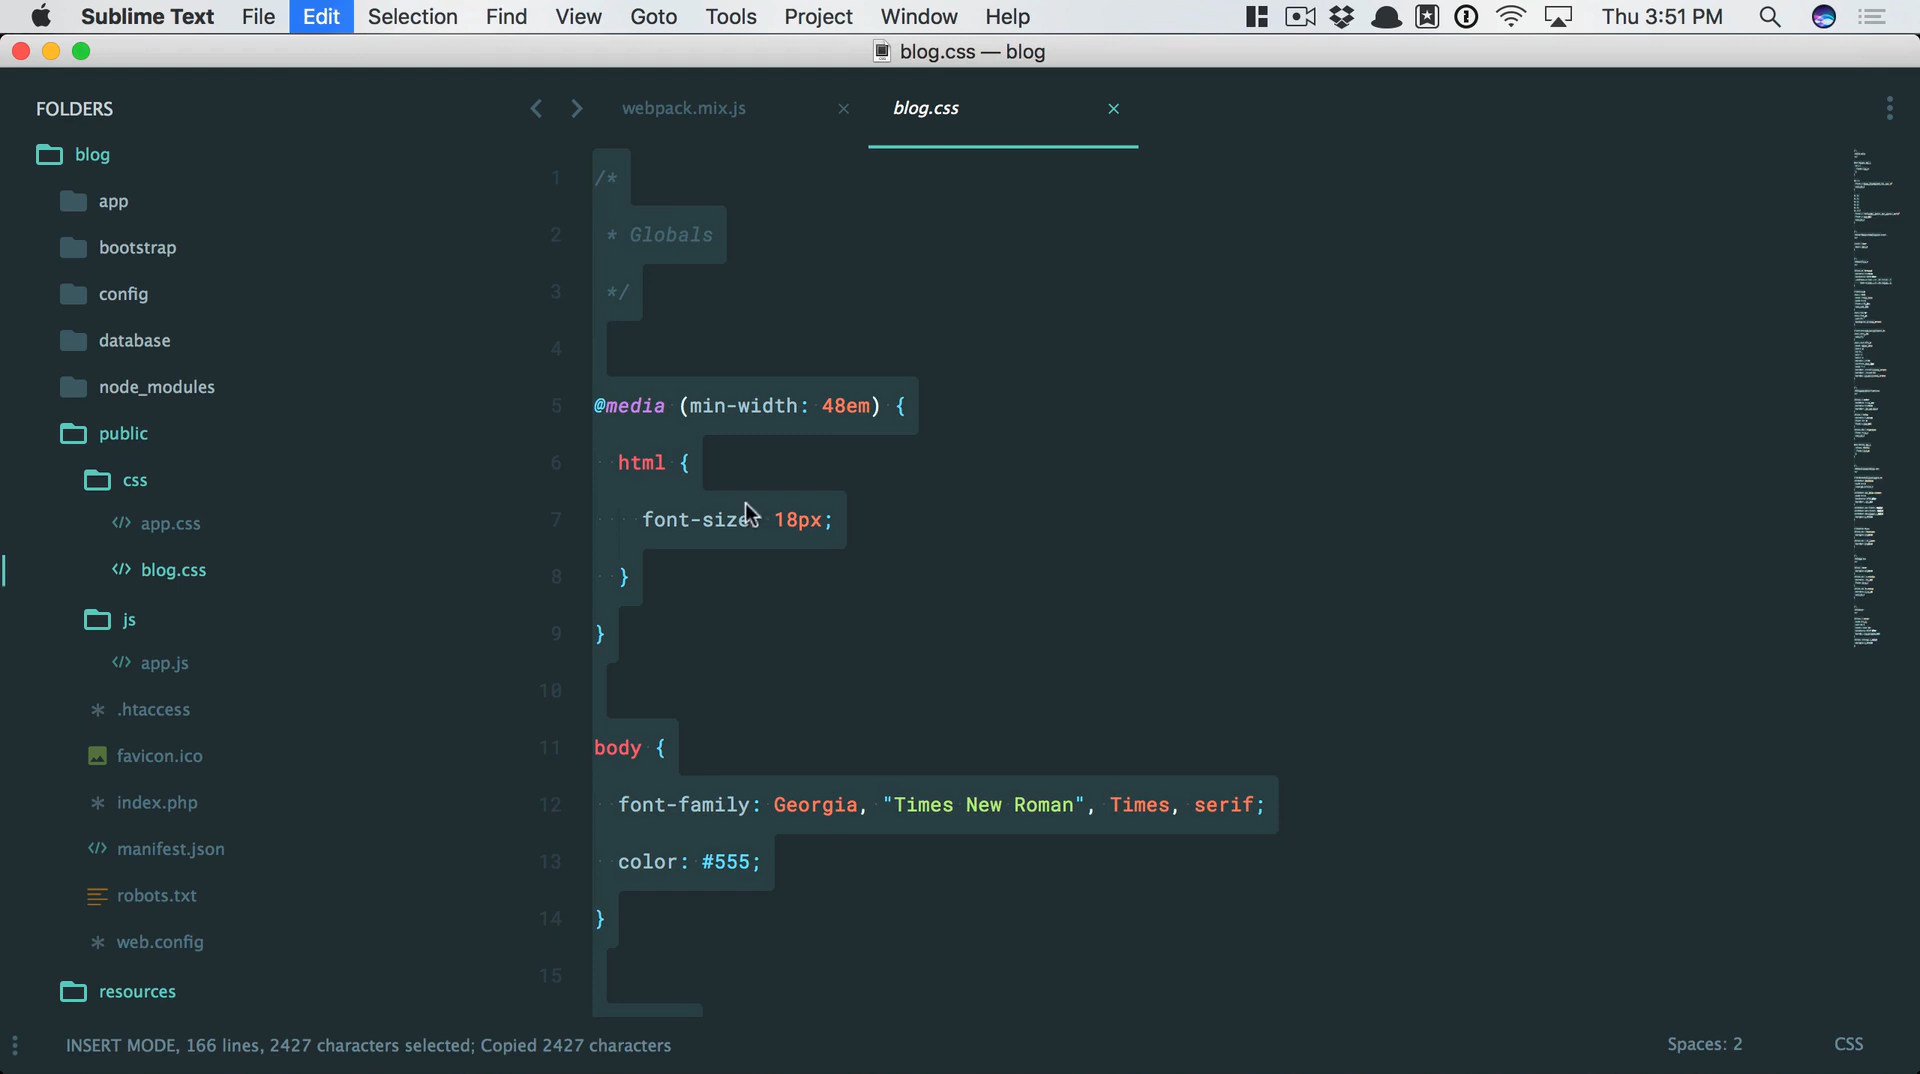 Sublime Text File Edit Selection Find View Goto Tools Project Window Help Thu 3:51 PM
blog.css — blog
FOLDERS
blog
app
bootstrap
config
database
node_modules
public
css
</> app.css
</> blog.css
js
</> app.js
* .htaccess
favicon.ico
* index.php
</> manifest.json
robots.txt
* web.config
resources
webpack.mix.js ×
blog.css ×
1 /*
2 * Globals
3 */
4
5 @media (min-width: 48em) {
6 html {
7 font-size: 18px;
8 }
9 }
10
11 body {
12 font-family: Georgia, "Times New Roman", Times, serif;
13 color: #555;
14 }
15
INSERT MODE, 166 lines, 2427 characters selected; Copied 2427 characters
Spaces: 2 CSS